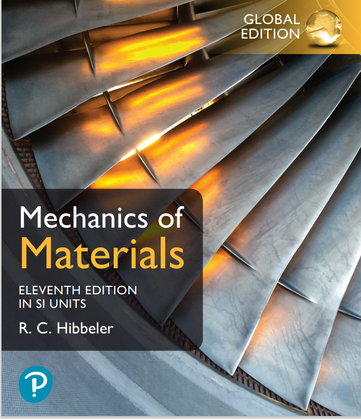 GLOBAL
EDITION
Mechanics of
Materials
ELEVENTH EDITION
IN SI UNITS
R. C. Hibbeler
P